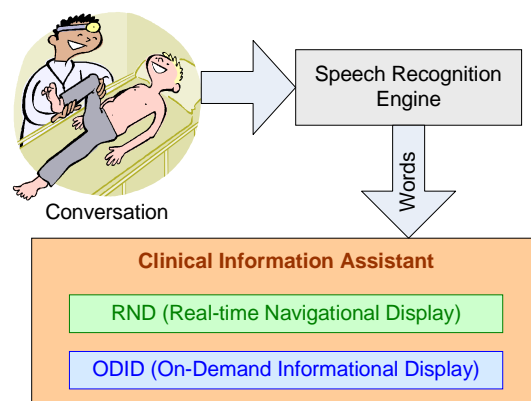 Speech Recognition
Engine
Conversation
Words
Clinical Information Assistant
RND (Real-time Navigational Display)
ODID (On-Demand Informational Display)